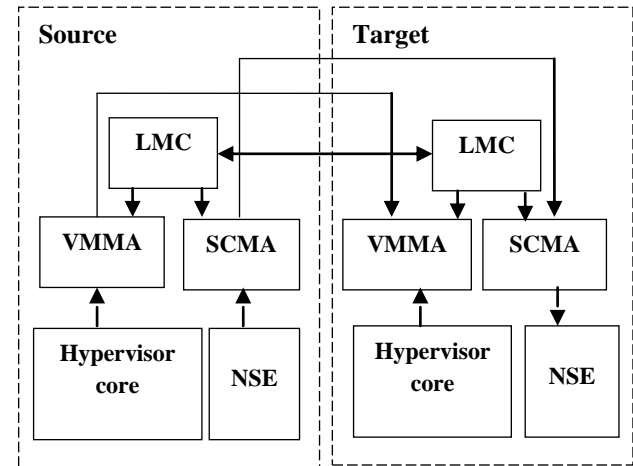 Source
LMC
VMMA
SCMA
Hypervisor
core
NSE
Target
LMC
VMMA
SCMA
Hypervisor
core
NSE